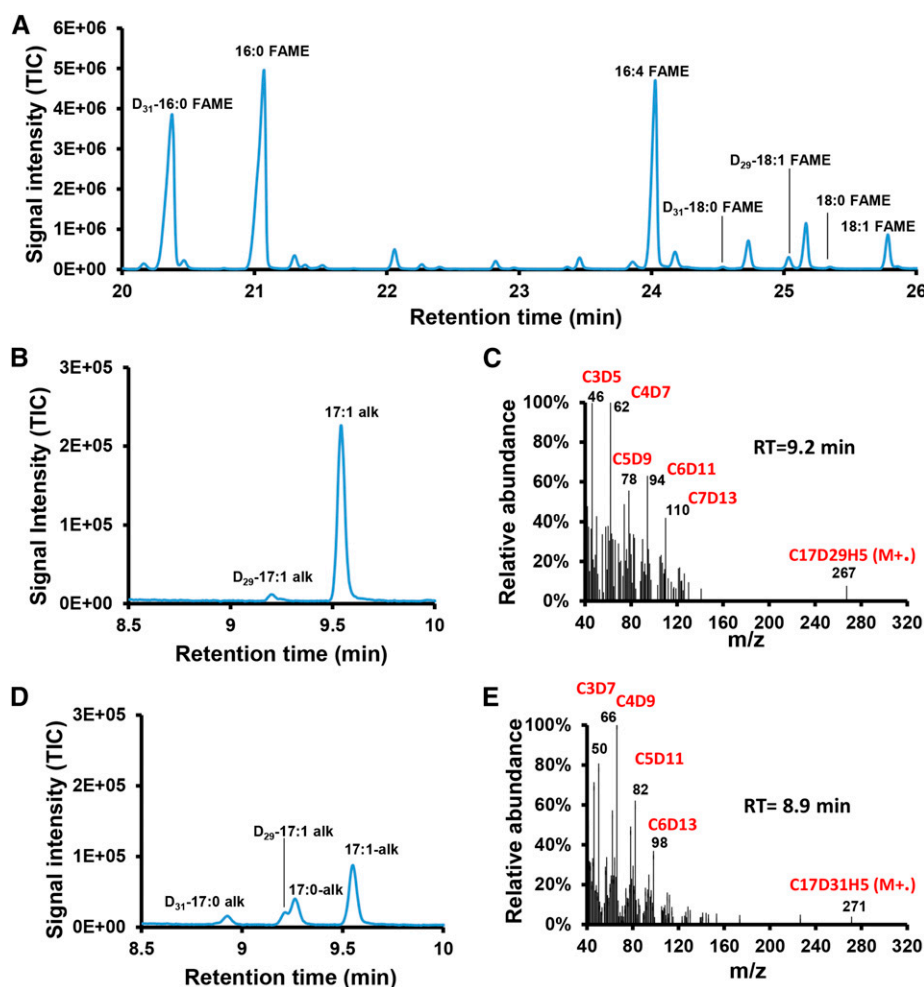 A
6E+06
5E+06
4E+06
3E+06
2E+06
1E+06
0E+00
Signal intensity (TIC)
D31-16:0 FAME
16:0 FAME
16:4 FAME
D31-18:0 FAME
D29-18:1 FAME
18:0 FAME
18:1 FAME
20 21 22 23 24 25 26
Retention time (min)
B
3E+05
2E+05
1E+05
0E+00
Signal Intensity (TIC)
17:1 alk
D29-17:1 alk
8.5 9 9.5 10
Retention time (min)
C
100%
80%
60%
40%
20%
0%
Relative abundance
C3D5
46
C4D7
62
C5D9
78
C6D11
94
C7D13
110
RT=9.2 min
C17D29H5 (M+.)
267
40 80 120 160 200 240 280 320
m/z
D
3E+05
2E+05
1E+05
0E+00
Signal intensity (TIC)
D31-17:0 alk
D29-17:1 alk
17:0-alk
17:1-alk
8.5 9 9.5 10
Retention time (min)
E
100%
80%
60%
40%
20%
0%
Relative abundance
C3D7
50
C4D9
66
C5D11
82
C6D13
98
RT= 8.9 min
C17D31H5 (M+.)
271
40 80 120 160 200 240 280 320
m/z